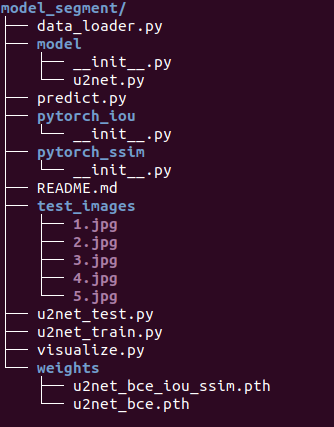 model_segment/
├── data_loader.py
├── model
│   ├── __init__.py
│   └── u2net.py
├── predict.py
├── pytorch_iou
│   └── __init__.py
├── pytorch_ssim
│   └── __init__.py
├── README.md
├── test_images
│   ├── 1.jpg
│   ├── 2.jpg
│   ├── 3.jpg
│   ├── 4.jpg
│   └── 5.jpg
├── u2net_test.py
├── u2net_train.py
├── visualize.py
└── weights
    ├── u2net_bce_iou_ssim.pth
    └── u2net_bce.pth